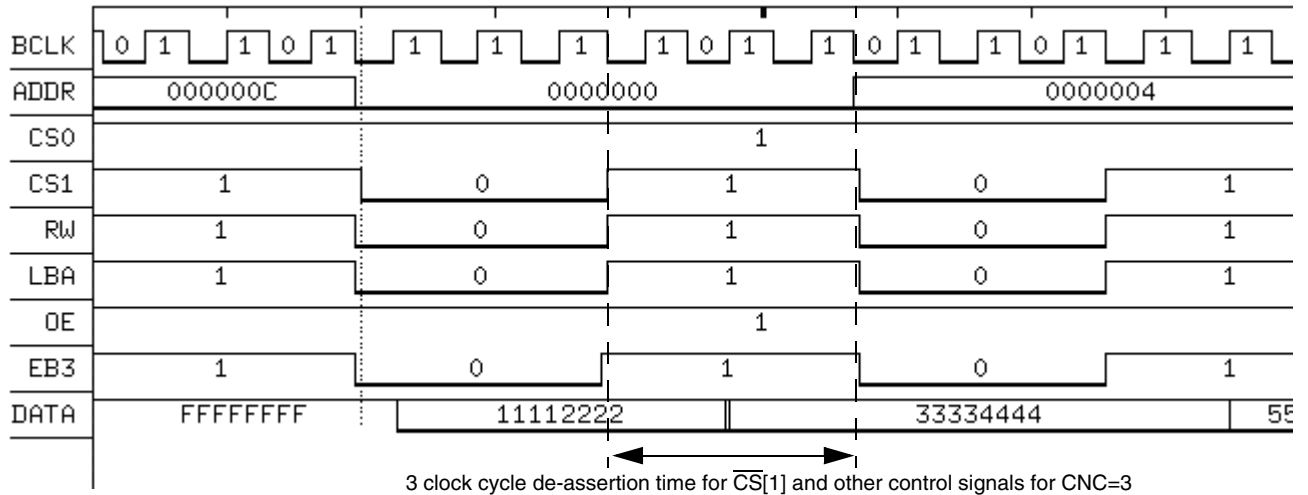 BCLK 0 1 1 0 1 1 1 1 1 0 1 1 0 1 1 0 1 1 1
ADDR 000000C 0000000 0000004
CS0 1
CS1 1 0 1 0 1
RW 1 0 1 0 1
LBA 1 0 1 0 1
OE 1
EB3 1 0 1 0 1
DATA FFFFFFFF 11112222 33334444 55
3 clock cycle de-assertion time for C̅S̅[1] and other control signals for CNC=3